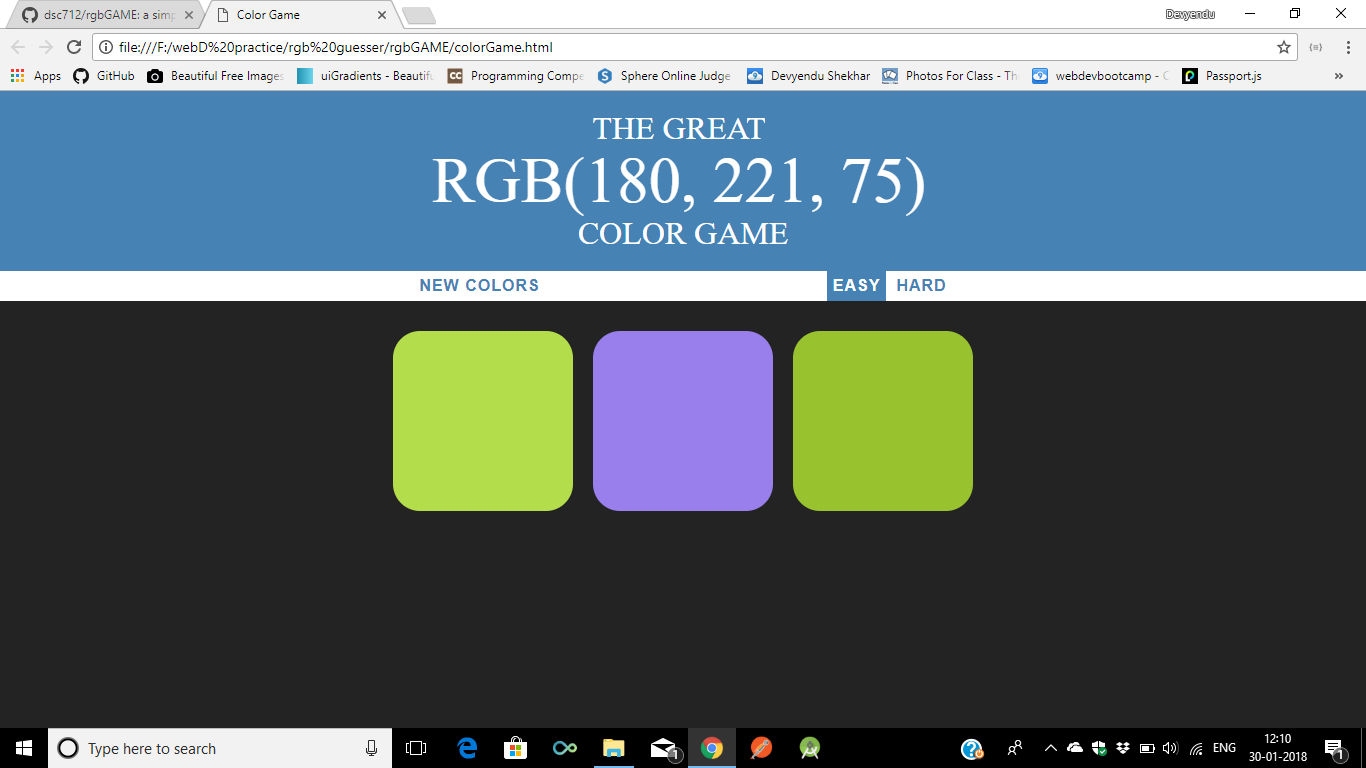 dsc712/rgbGAME: a simp
Color Game
Devyendu
file:///F:/webD%20practice/rgb%20guesser/rgbGAME/colorGame.html
Apps GitHub Beautiful Free Images uiGradients - Beautifu CC Programming Compe Sphere Online Judge Devyendu Shekhar Photos For Class - Th webdevbootcamp - C Passport.js »
THE GREAT
RGB(180, 221, 75)
COLOR GAME
NEW COLORS EASY HARD
Type here to search
1
ENG
12:10
30-01-2018
1